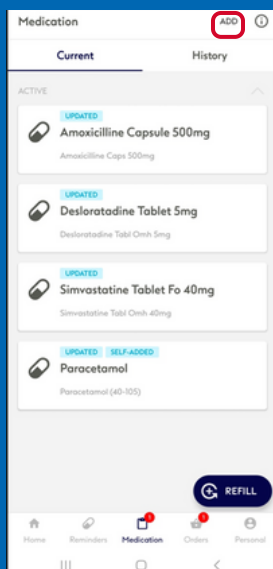 Medication ADD
Current History
ACTIVE
UPDATED
Amoxicilline Capsule 500mg
Amoxicilline Caps 500mg
UPDATED
Desloratadine Tablet 5mg
Desloratadine Tabl Omh 5mg
UPDATED
Simvastatine Tablet Fo 40mg
Simvastatine Tabl Omh 40mg
UPDATED SELF-ADDED
Paracetamol
Paracetamol (40-105)
REFILL
1 1
Home Reminders Medication Orders Personal